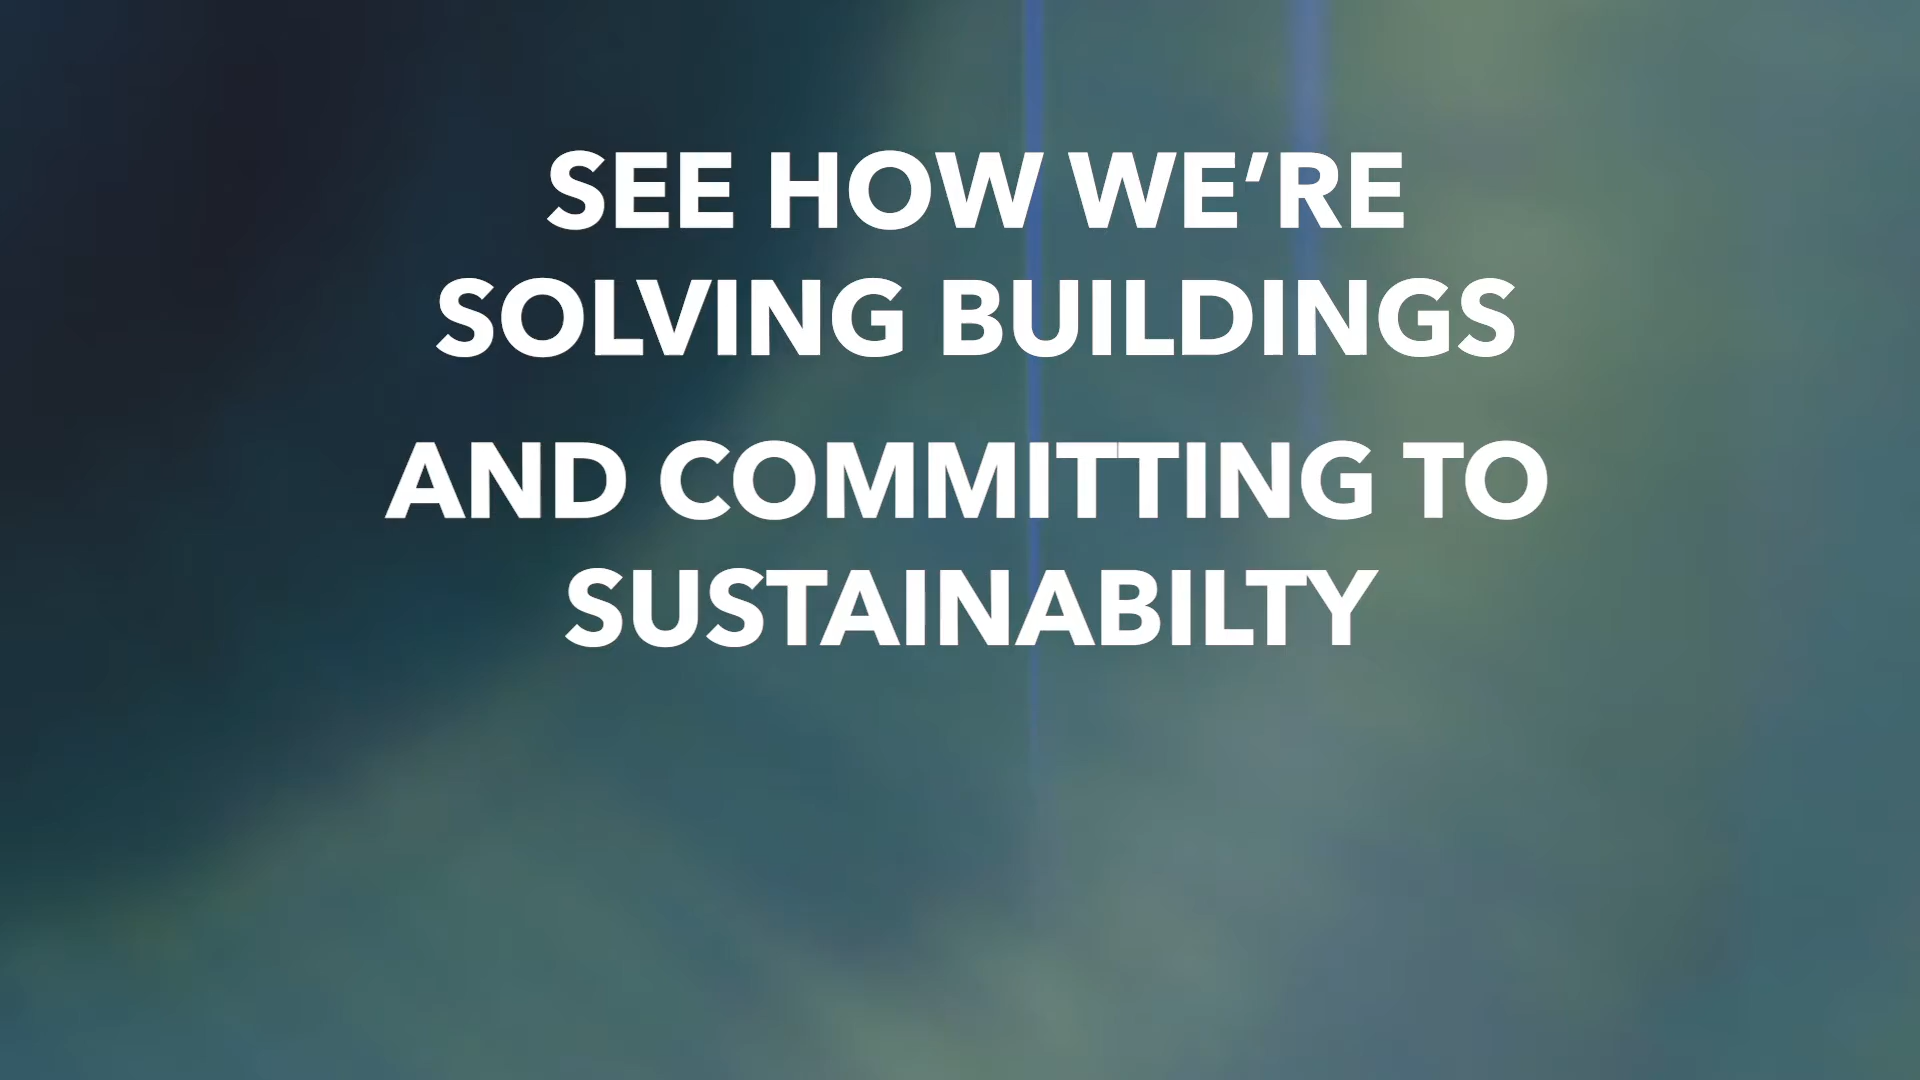 SEE HOW WE’RE
SOLVING BUILDINGS
AND COMMITTING TO
SUSTAINABILTY